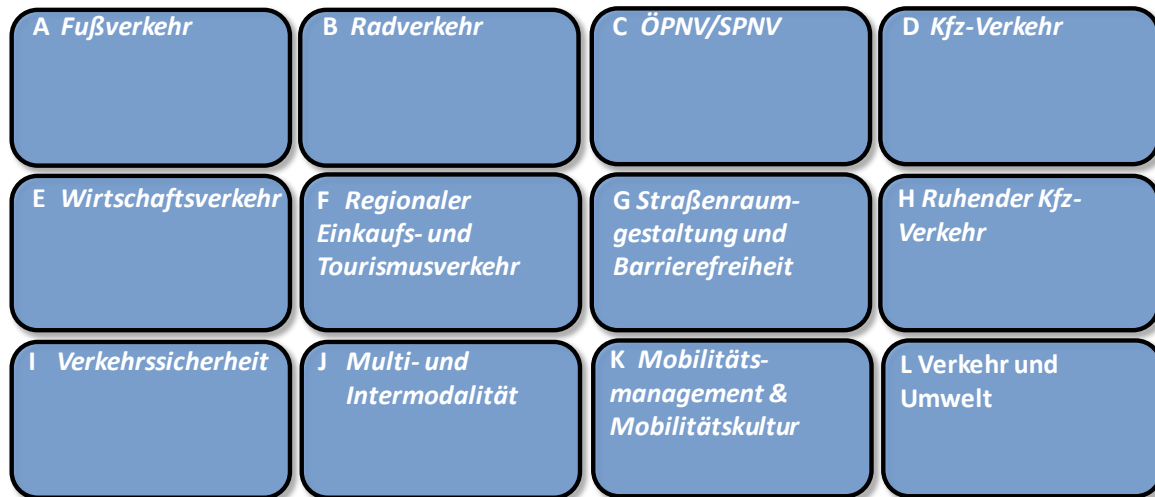 A Fußverkehr
B Radverkehr
C ÖPNV/SPNV
D Kfz-Verkehr
E Wirtschaftsverkehr
F Regionaler
Einkaufs- und
Tourismusverkehr
G Straßenraum-
gestaltung und
Barrierefreiheit
H Ruhender Kfz-
Verkehr
I Verkehrssicherheit
J Multi- und
Intermodalität
K Mobilitäts-
management &
Mobilitätskultur
L Verkehr und
Umwelt